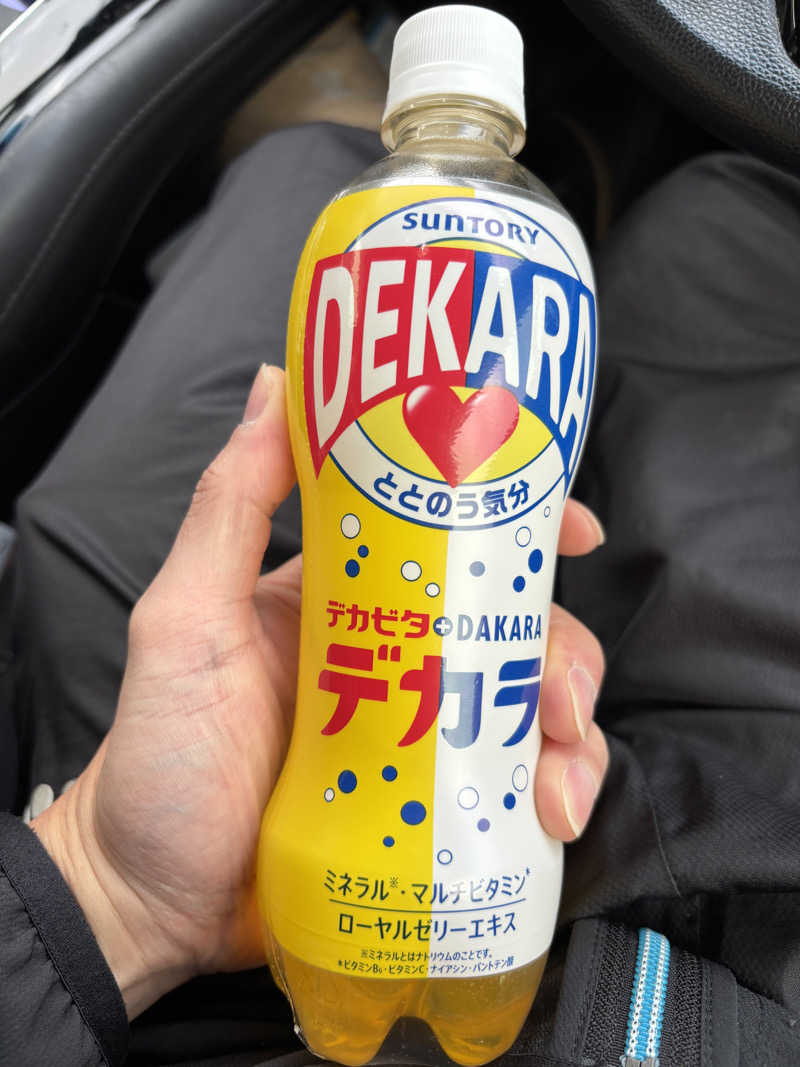 SUNTORY
DEKARA
ととのう気分
デカビタ+DAKARA
デカラ
ミネラル※・マルチビタミン*
ローヤルゼリーエキス
※ミネラルとはナトリウムのことです。
*ビタミンB₆・ビタミンC・ナイアシン・パントテン酸